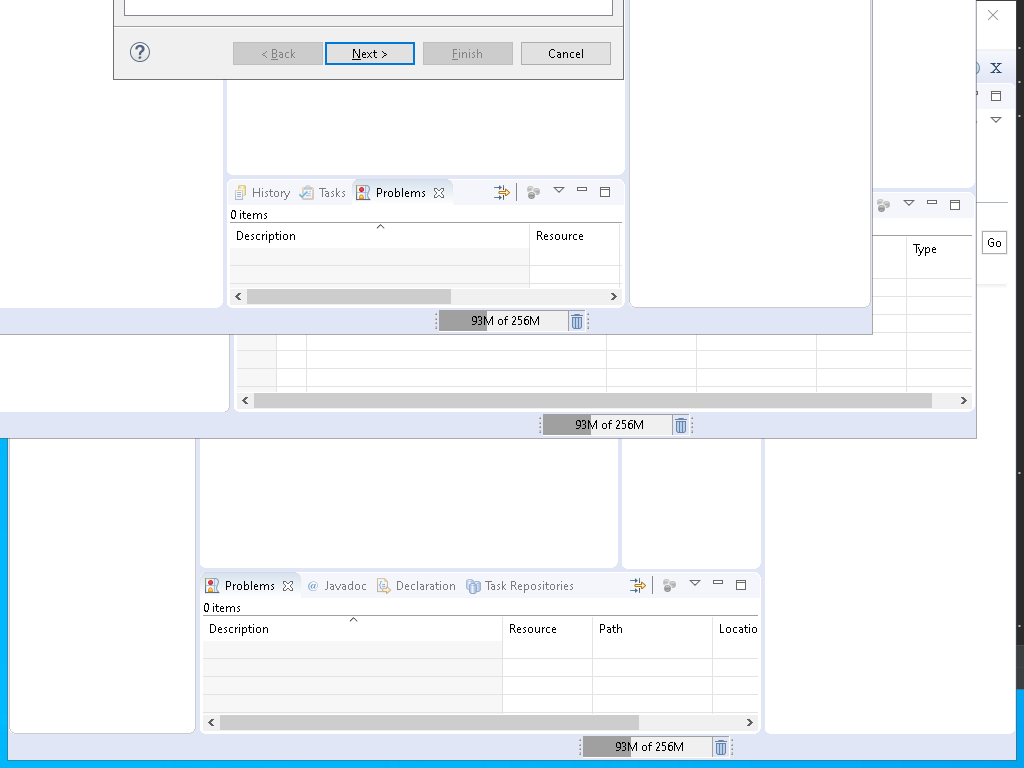 < Back Next > Finish Cancel
X
History Tasks Problems
0 items
Description Resource
Go
Type
93M of 256M
93M of 256M
Problems @ Javadoc Declaration Task Repositories
0 items
Description Resource Path Locatio
93M of 256M